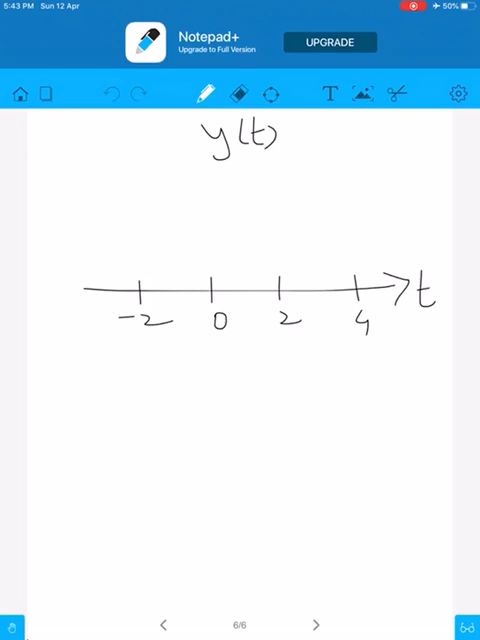 5:43 PM Sun 12 Apr 50%
Notepad+
Upgrade to Full Version
UPGRADE
T
y(t)
t
-2 0 2 4
6/6